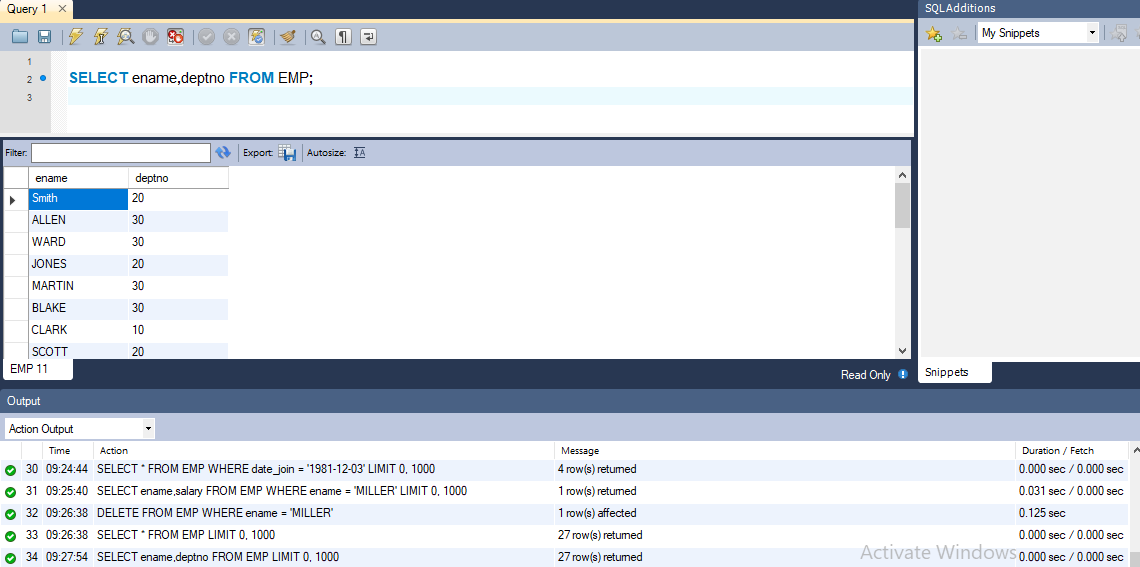 Query 1
SQLAdditions
My Snippets
1
2 SELECT ename,deptno FROM EMP;
3
Filter: Export: Autosize:
ename deptno
Smith 20
ALLEN 30
WARD 30
JONES 20
MARTIN 30
BLAKE 30
CLARK 10
SCOTT 20
EMP 11
Read Only
Snippets
Output
Action Output
Time Action Message Duration / Fetch
30 09:24:44 SELECT * FROM EMP WHERE date_join = '1981-12-03' LIMIT 0, 1000 4 row(s) returned 0.000 sec / 0.000 sec
31 09:25:40 SELECT ename,salary FROM EMP WHERE ename = 'MILLER' LIMIT 0, 1000 1 row(s) returned 0.031 sec / 0.000 sec
32 09:26:38 DELETE FROM EMP WHERE ename = 'MILLER' 1 row(s) affected 0.125 sec
33 09:26:38 SELECT * FROM EMP LIMIT 0, 1000 27 row(s) returned 0.000 sec / 0.000 sec
34 09:27:54 SELECT ename,deptno FROM EMP LIMIT 0, 1000 27 row(s) returned 0.000 sec / 0.000 sec
Activate Windows